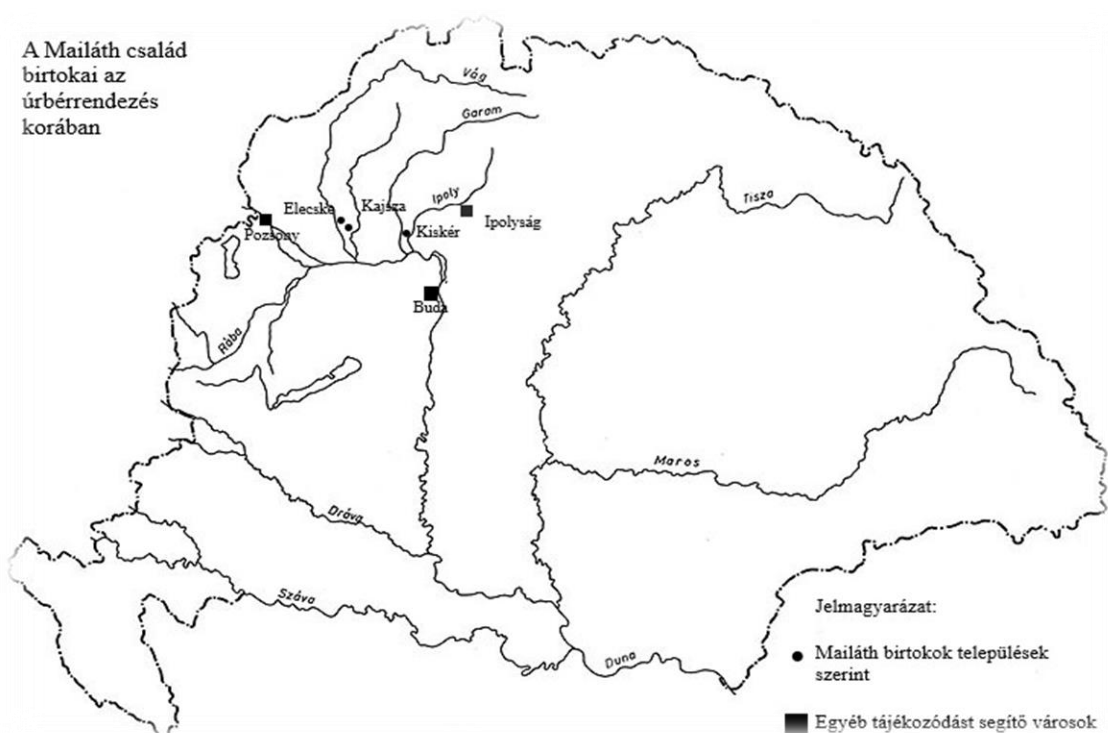 A Mailáth család
birtokai az
úrbérrendezés
korában
Vág
Garam
Ipoly
Tisza
Elecske
Kajsza
Ipolyság
Pozsony
Kiskér
Buda
Rába
Maros
Dráva
Száva
Duna
Jelmagyarázat:
Mailáth birtokok települések
szerint
Egyéb tájékozódást segítő városok